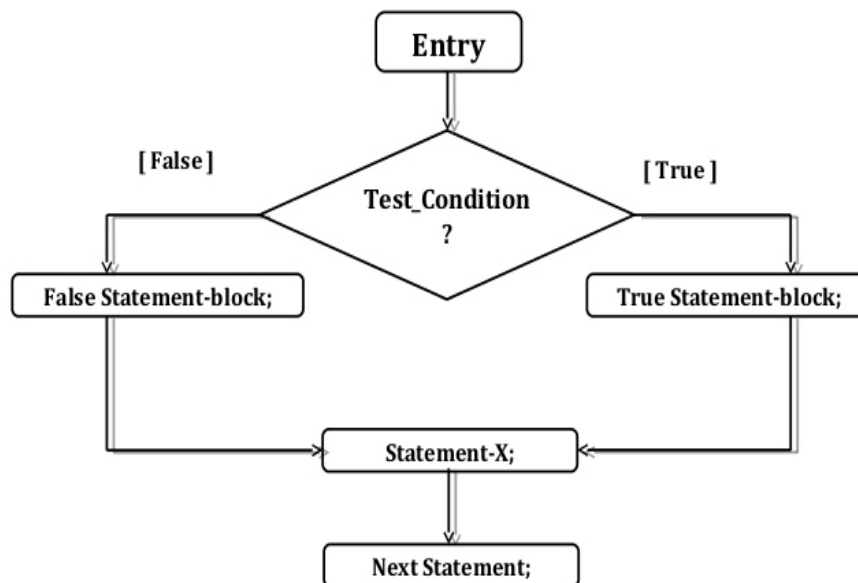 Entry
[ False ]
[ True ]
Test_Condition
?
False Statement-block;
True Statement-block;
Statement-X;
Next Statement;